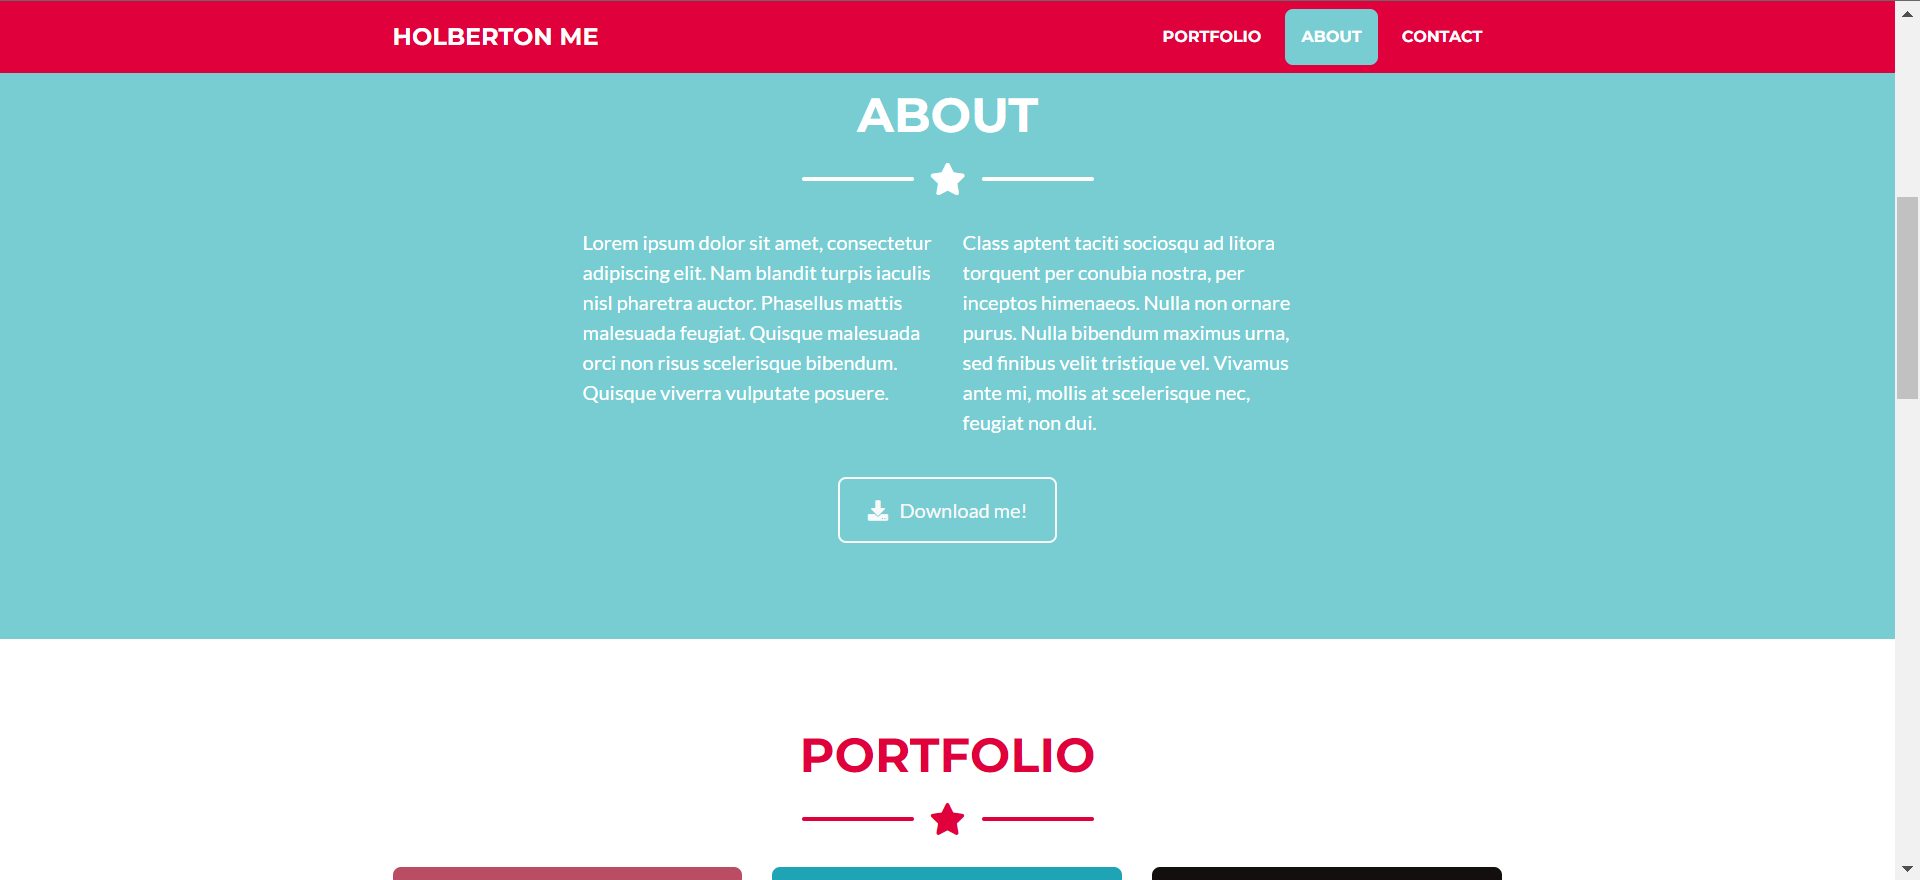 HOLBERTON ME
PORTFOLIO
ABOUT
CONTACT
ABOUT
Lorem ipsum dolor sit amet, consectetur
adipiscing elit. Nam blandit turpis iaculis
nisl pharetra auctor. Phasellus mattis
malesuada feugiat. Quisque malesuada
orci non risus scelerisque bibendum.
Quisque viverra vulputate posuere.
Class aptent taciti sociosqu ad litora
torquent per conubia nostra, per
inceptos himenaeos. Nulla non ornare
purus. Nulla bibendum maximus urna,
sed finibus velit tristique vel. Vivamus
ante mi, mollis at scelerisque nec,
feugiat non dui.
Download me!
PORTFOLIO